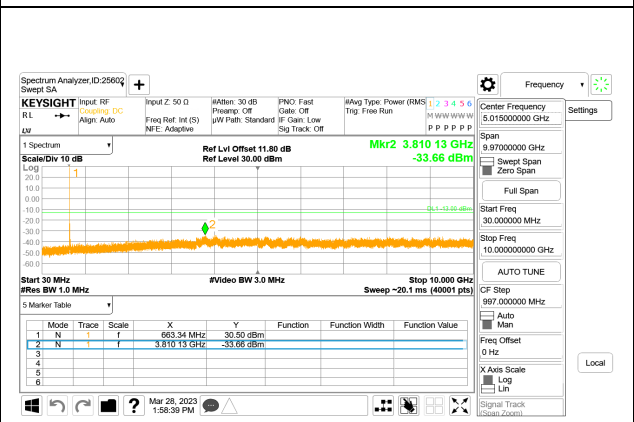 Spectrum Analyzer,ID:25602
Swept SA
+
Frequency
KEYSIGHT
RL
Input: RF
Coupling: DC
Align: Auto
Input Z: 50 Ω
Freq Ref: Int (S)
NFE: Adaptive
#Atten: 30 dB
Preamp: Off
µW Path: Standard
PNO: Fast
Gate: Off
IF Gain: Low
Sig Track: Off
#Avg Type: Power (RMS
Trig: Free Run
1 2 3 4 5 6
M W W W W W
P P P P P P
1 Spectrum
Scale/Div 10 dB
Ref Lvl Offset 11.80 dB
Ref Level 30.00 dBm
Mkr2 3.810 13 GHz
-33.66 dBm
Log
20.0
10.0
0.00
-10.0
-20.0
-30.0
-40.0
-50.0
-60.0
1
2
DL1 -13.00 dBm
Start 30 MHz
#Res BW 1.0 MHz
#Video BW 3.0 MHz
Stop 10.000 GHz
Sweep ~20.1 ms (40001 pts)
5 Marker Table
Mode Trace Scale X Y Function Function Width Function Value
1 N 1 f 663.34 MHz 30.50 dBm
2 N 1 f 3.810 13 GHz -33.66 dBm
3
4
5
6
?
Mar 28, 2023
1:58:39 PM
Center Frequency
5.015000000 GHz
Settings
Span
9.97000000 GHz
Swept Span
Zero Span
Full Span
Start Freq
30.000000 MHz
Stop Freq
10.000000000 GHz
AUTO TUNE
CF Step
997.000000 MHz
Auto
Man
Freq Offset
0 Hz
X Axis Scale
Log
Lin
Local
Signal Track
(Span Zoom)